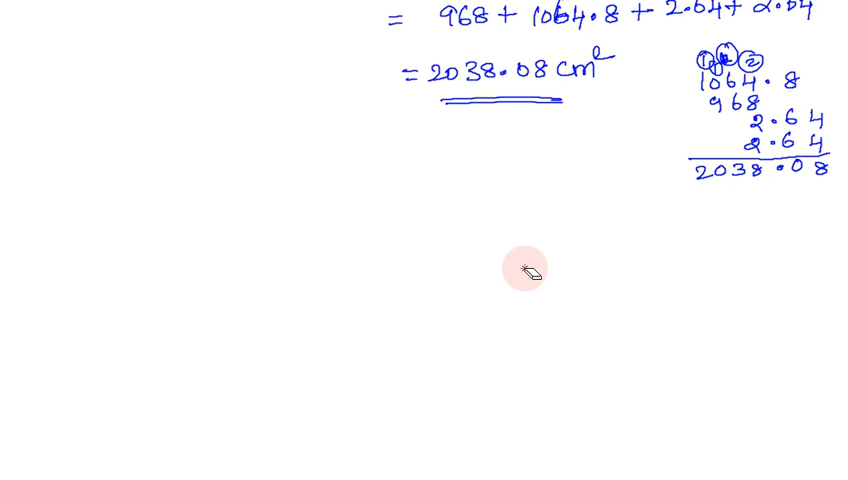 = 968 + 1064.8 + 2.64 + 2.64
= 2038.08 cm²
1064.8
968
2.64
2.64
2038.08